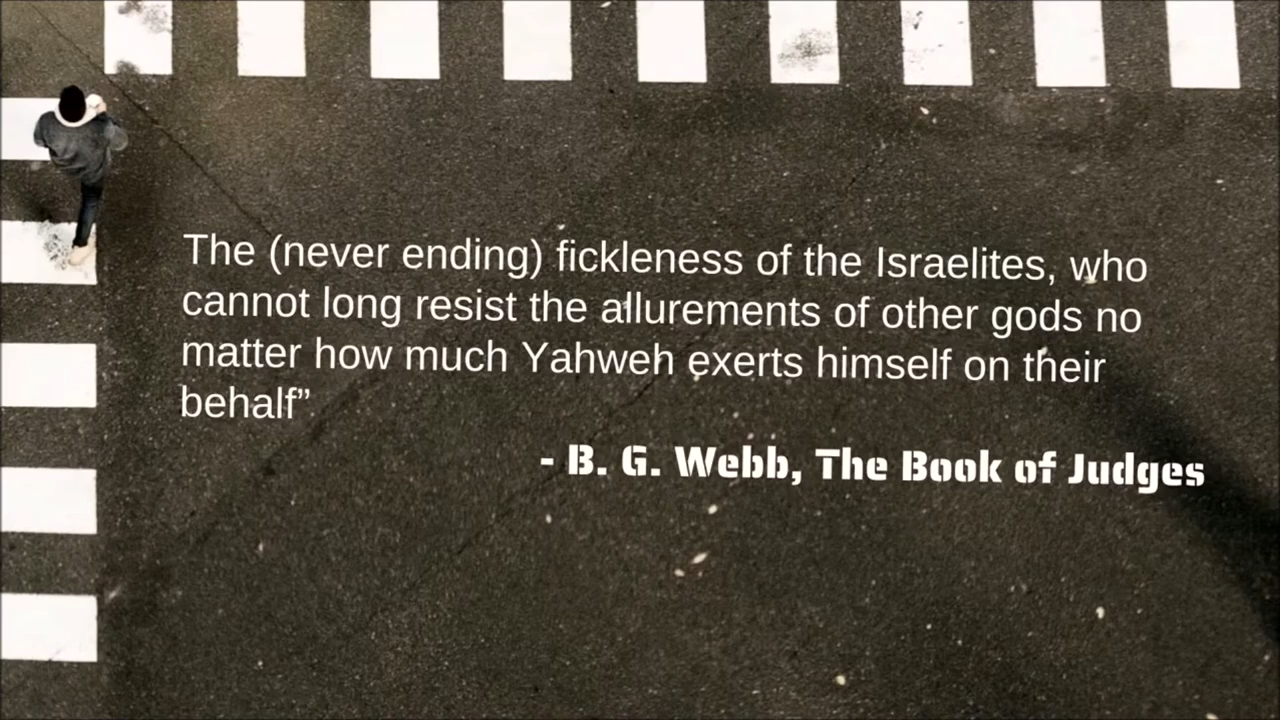 The (never ending) fickleness of the Israelites, who
cannot long resist the allurements of other gods no
matter how much Yahweh exerts himself on their
behalf”
- B. G. Webb, The Book of Judges